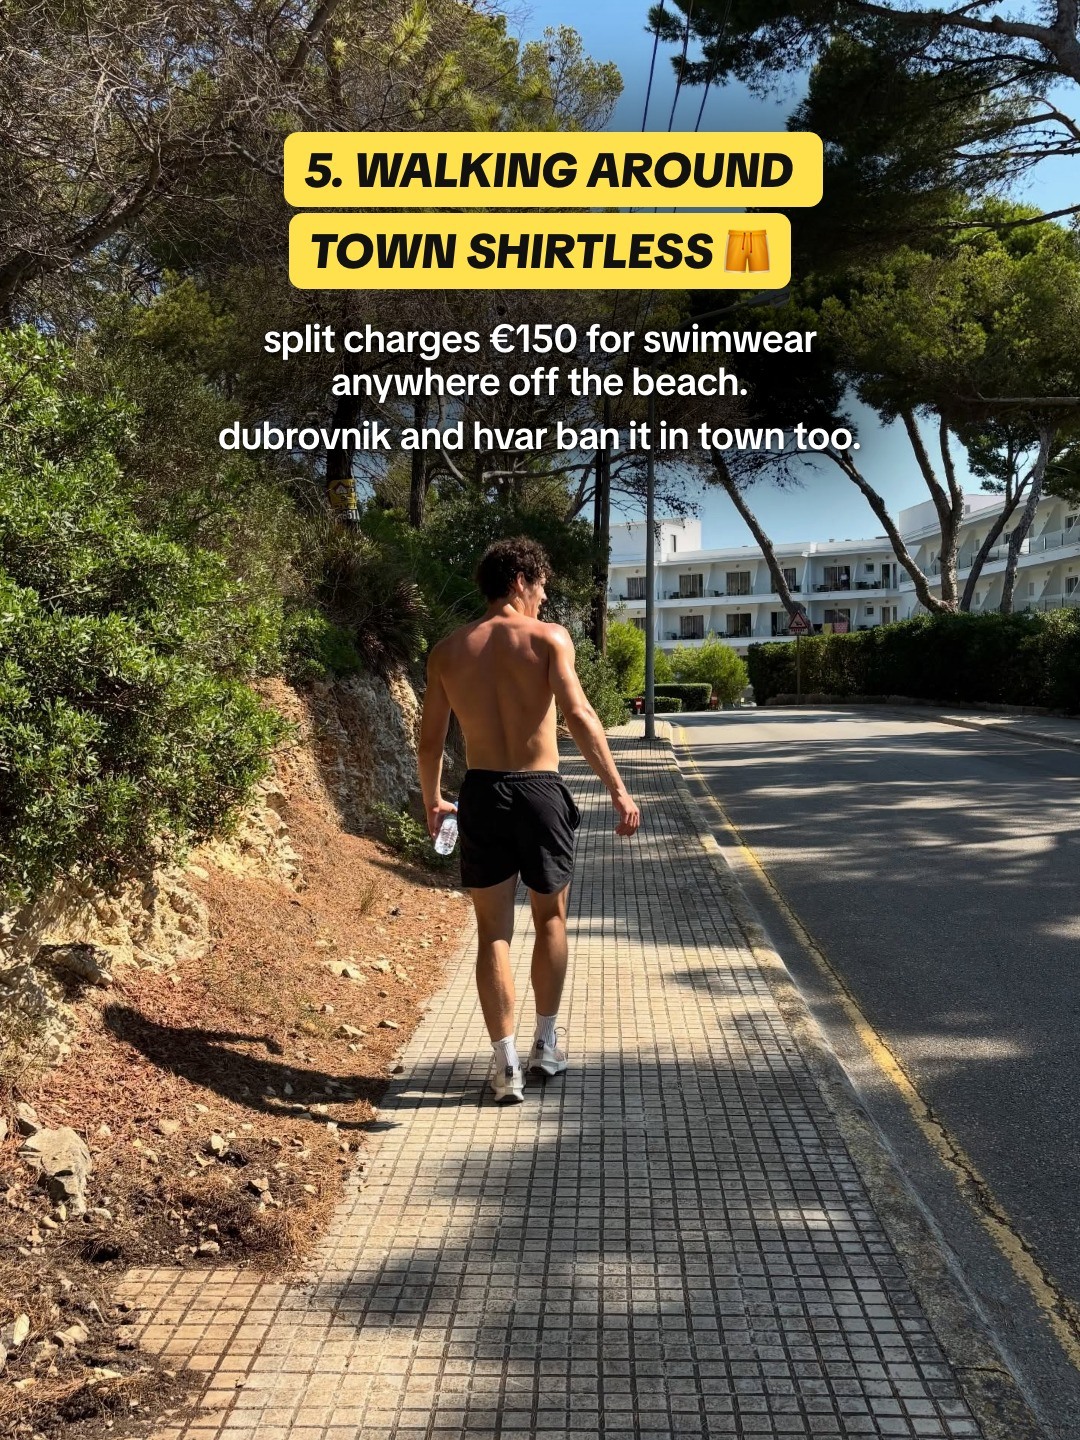 5. WALKING AROUND
TOWN SHIRTLESS 🩳
split charges €150 for swimwear
anywhere off the beach.
dubrovnik and hvar ban it in town too.